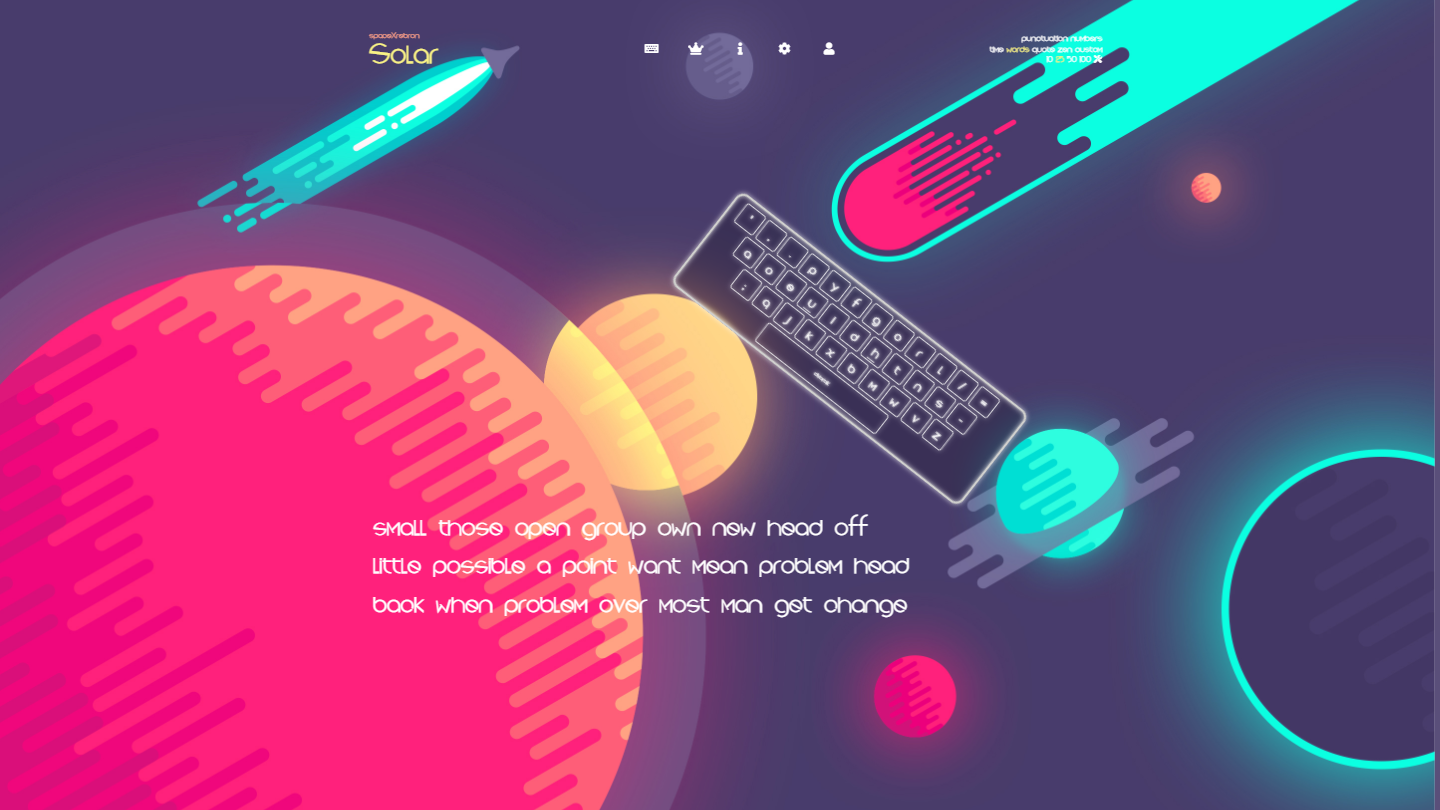 spaceXretron
Solar
punctuation numbers
time words quote zen custom
10 25 50 100
small those open group own new head off
little possible a point want mean problem head
back when problem over most man get change
' , . p y f g c r l / =
a o e u i d h t n s -
; q j k x b m w v z